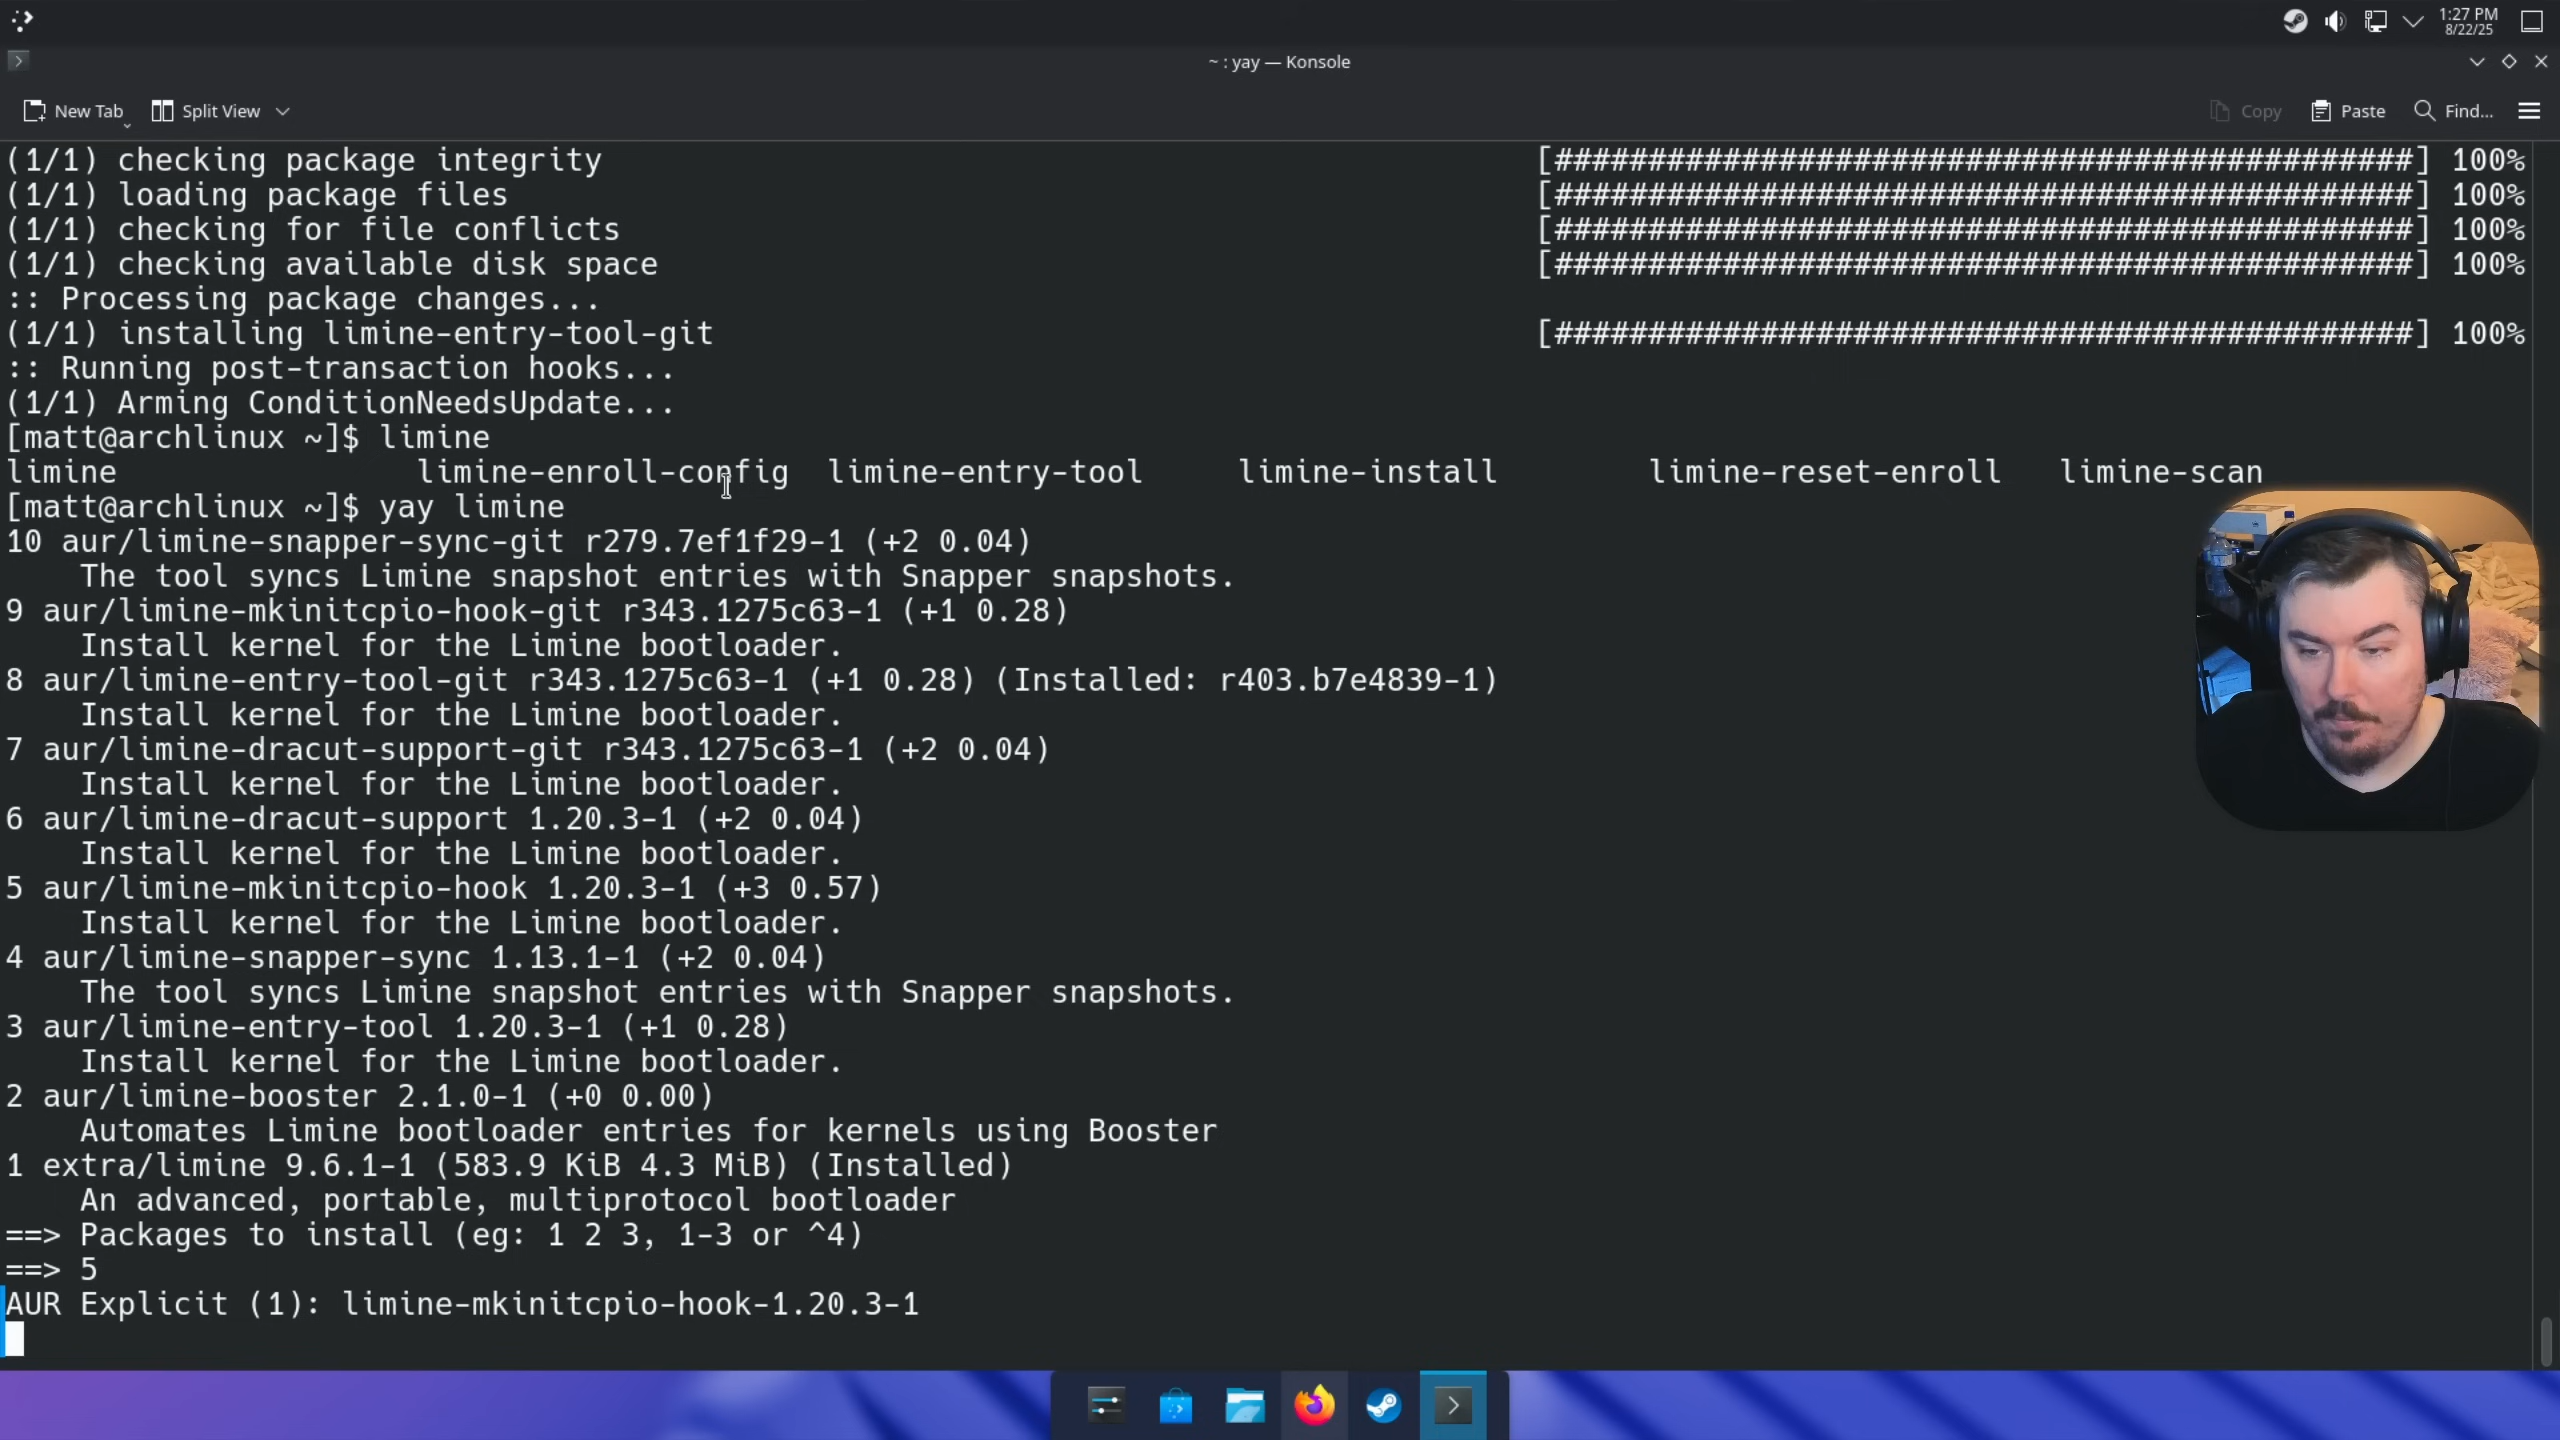 1:27 PM
8/22/25
~ : yay — Konsole
New Tab
Split View
Copy
Paste
Find...
(1/1) checking package integrity [##############################################] 100%
(1/1) loading package files [##############################################] 100%
(1/1) checking for file conflicts [##############################################] 100%
(1/1) checking available disk space [##############################################] 100%
:: Processing package changes...
(1/1) installing limine-entry-tool-git [##############################################] 100%
:: Running post-transaction hooks...
(1/1) Arming ConditionNeedsUpdate...
[matt@archlinux ~]$ limine
limine limine-enroll-config limine-entry-tool limine-install limine-reset-enroll limine-scan
[matt@archlinux ~]$ yay limine
10 aur/limine-snapper-sync-git r279.7ef1f29-1 (+2 0.04)
The tool syncs Limine snapshot entries with Snapper snapshots.
9 aur/limine-mkinitcpio-hook-git r343.1275c63-1 (+1 0.28)
Install kernel for the Limine bootloader.
8 aur/limine-entry-tool-git r343.1275c63-1 (+1 0.28) (Installed: r403.b7e4839-1)
Install kernel for the Limine bootloader.
7 aur/limine-dracut-support-git r343.1275c63-1 (+2 0.04)
Install kernel for the Limine bootloader.
6 aur/limine-dracut-support 1.20.3-1 (+2 0.04)
Install kernel for the Limine bootloader.
5 aur/limine-mkinitcpio-hook 1.20.3-1 (+3 0.57)
Install kernel for the Limine bootloader.
4 aur/limine-snapper-sync 1.13.1-1 (+2 0.04)
The tool syncs Limine snapshot entries with Snapper snapshots.
3 aur/limine-entry-tool 1.20.3-1 (+1 0.28)
Install kernel for the Limine bootloader.
2 aur/limine-booster 2.1.0-1 (+0 0.00)
Automates Limine bootloader entries for kernels using Booster
1 extra/limine 9.6.1-1 (583.9 KiB 4.3 MiB) (Installed)
An advanced, portable, multiprotocol bootloader
==> Packages to install (eg: 1 2 3, 1-3 or ^4)
==> 5
AUR Explicit (1): limine-mkinitcpio-hook-1.20.3-1